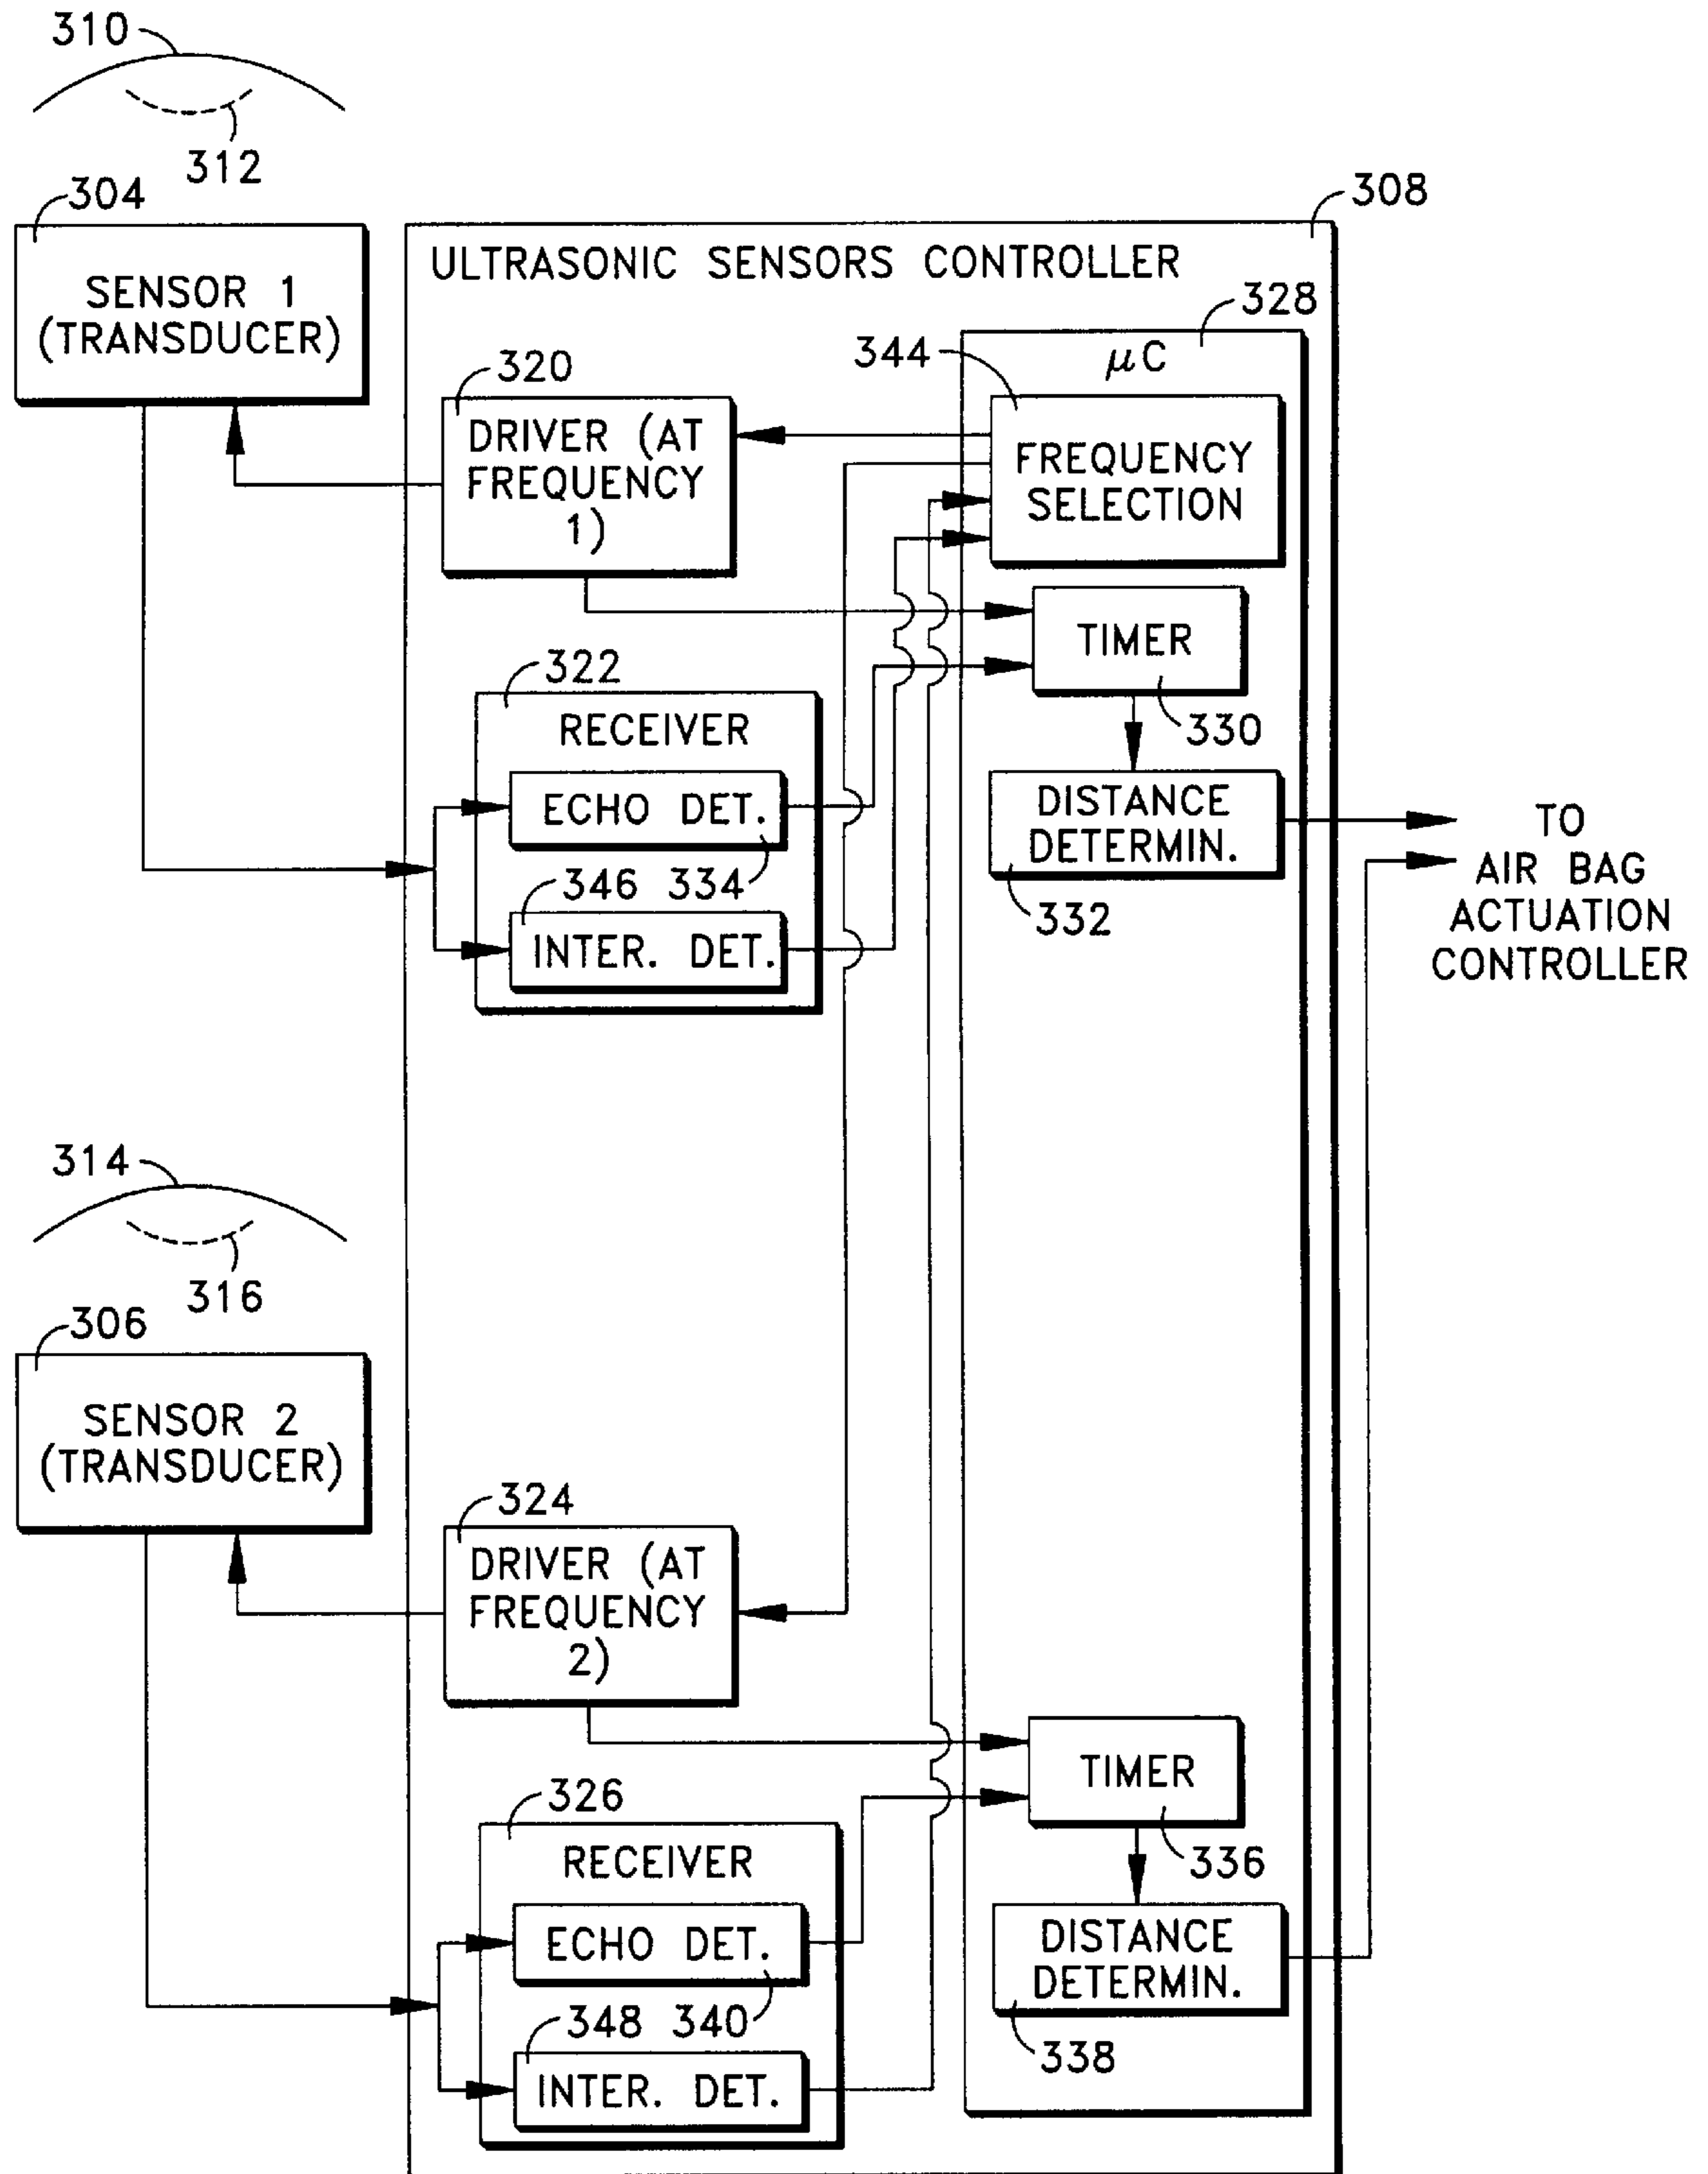 310
312
304
308
ULTRASONIC SENSORS CONTROLLER
SENSOR 1
(TRANSDUCER)
328
μC
344
320
DRIVER (AT
FREQUENCY
1)
FREQUENCY
SELECTION
TIMER
330
322
RECEIVER
ECHO DET.
334
346
INTER. DET.
DISTANCE
DETERMIN.
332
TO
AIR BAG
ACTUATION
CONTROLLER
314
316
306
SENSOR 2
(TRANSDUCER)
324
DRIVER (AT
FREQUENCY
2)
TIMER
336
326
RECEIVER
ECHO DET.
340
348
INTER. DET.
DISTANCE
DETERMIN.
338